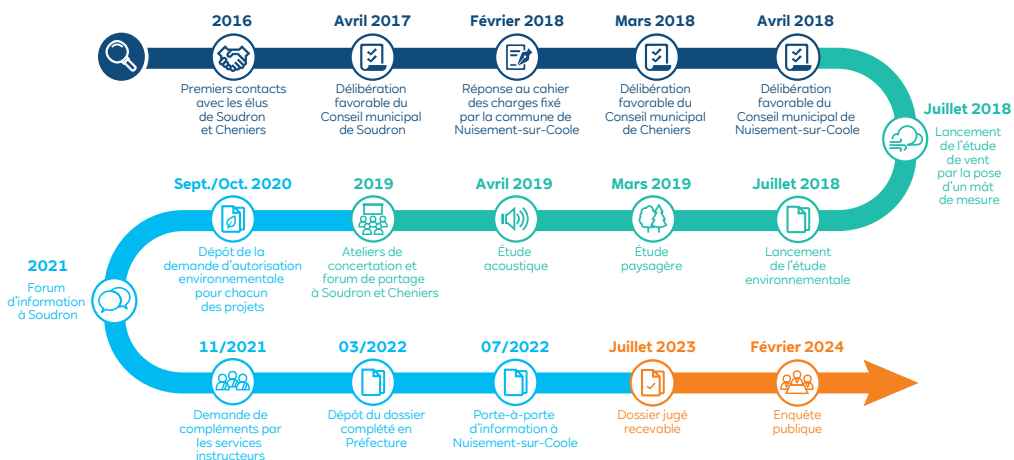 2016
Premiers contacts
avec les élus
de Soudron
et Cheniers
Avril 2017
Délibération
favorable du
Conseil municipal
de Soudron
Février 2018
Réponse au cahier
des charges fixé
par la commune de
Nuisement-sur-Coole
Mars 2018
Délibération
favorable du
Conseil municipal
de Cheniers
Avril 2018
Délibération
favorable du
Conseil municipal de
Nuisement-sur-Coole
Juillet 2018
Lancement
de l'étude
de vent
par la pose
d'un mât
de mesure
Juillet 2018
Lancement
de l'étude
environnementale
Mars 2019
Étude
paysagère
Avril 2019
Étude
acoustique
2019
Ateliers de
concertation et
forum de partage
à Soudron et Cheniers
Sept./Oct. 2020
Dépôt de la
demande d'autorisation
environnementale
pour chacun
des projets
2021
Forum
d'information
à Soudron
11/2021
Demande de
compléments par
les services
instructeurs
03/2022
Dépôt du dossier
complété en
Préfecture
07/2022
Porte-à-porte
d'information à
Nuisement-sur-Coole
Juillet 2023
Dossier jugé
recevable
Février 2024
Enquête
publique